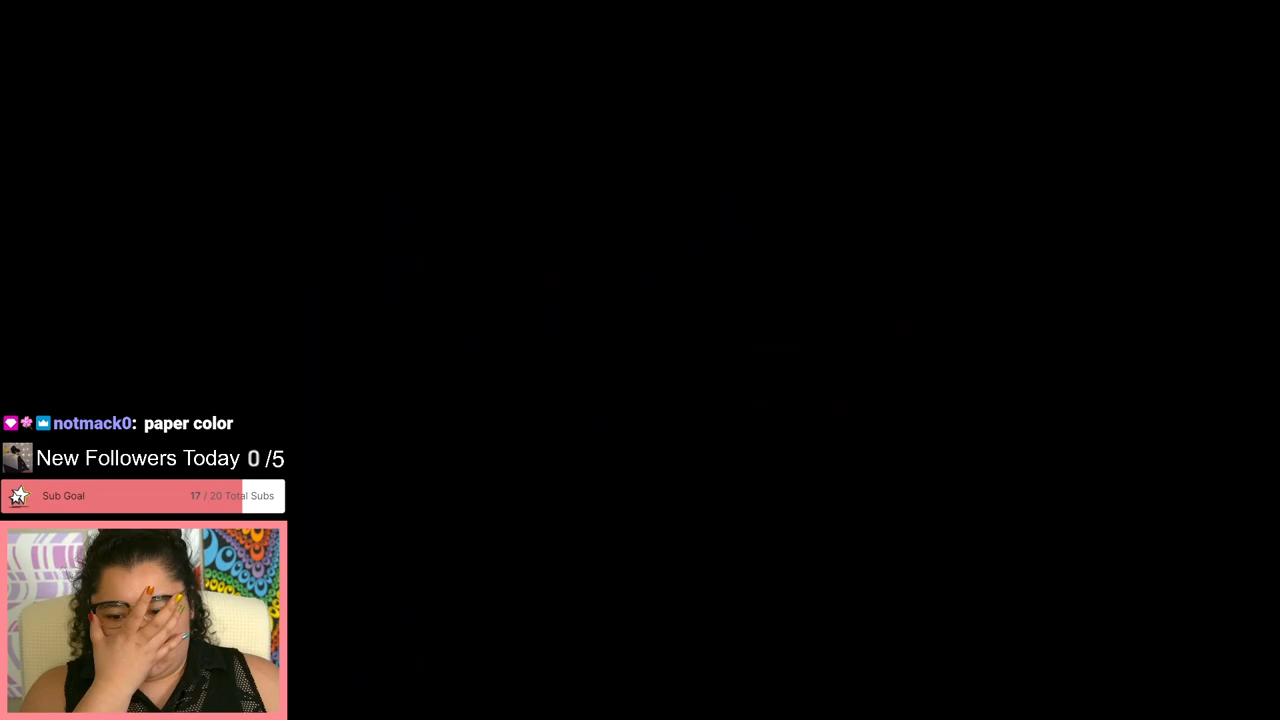 notmack0: paper color
New Followers Today 0 /5
Sub Goal 17 / 20 Total Subs